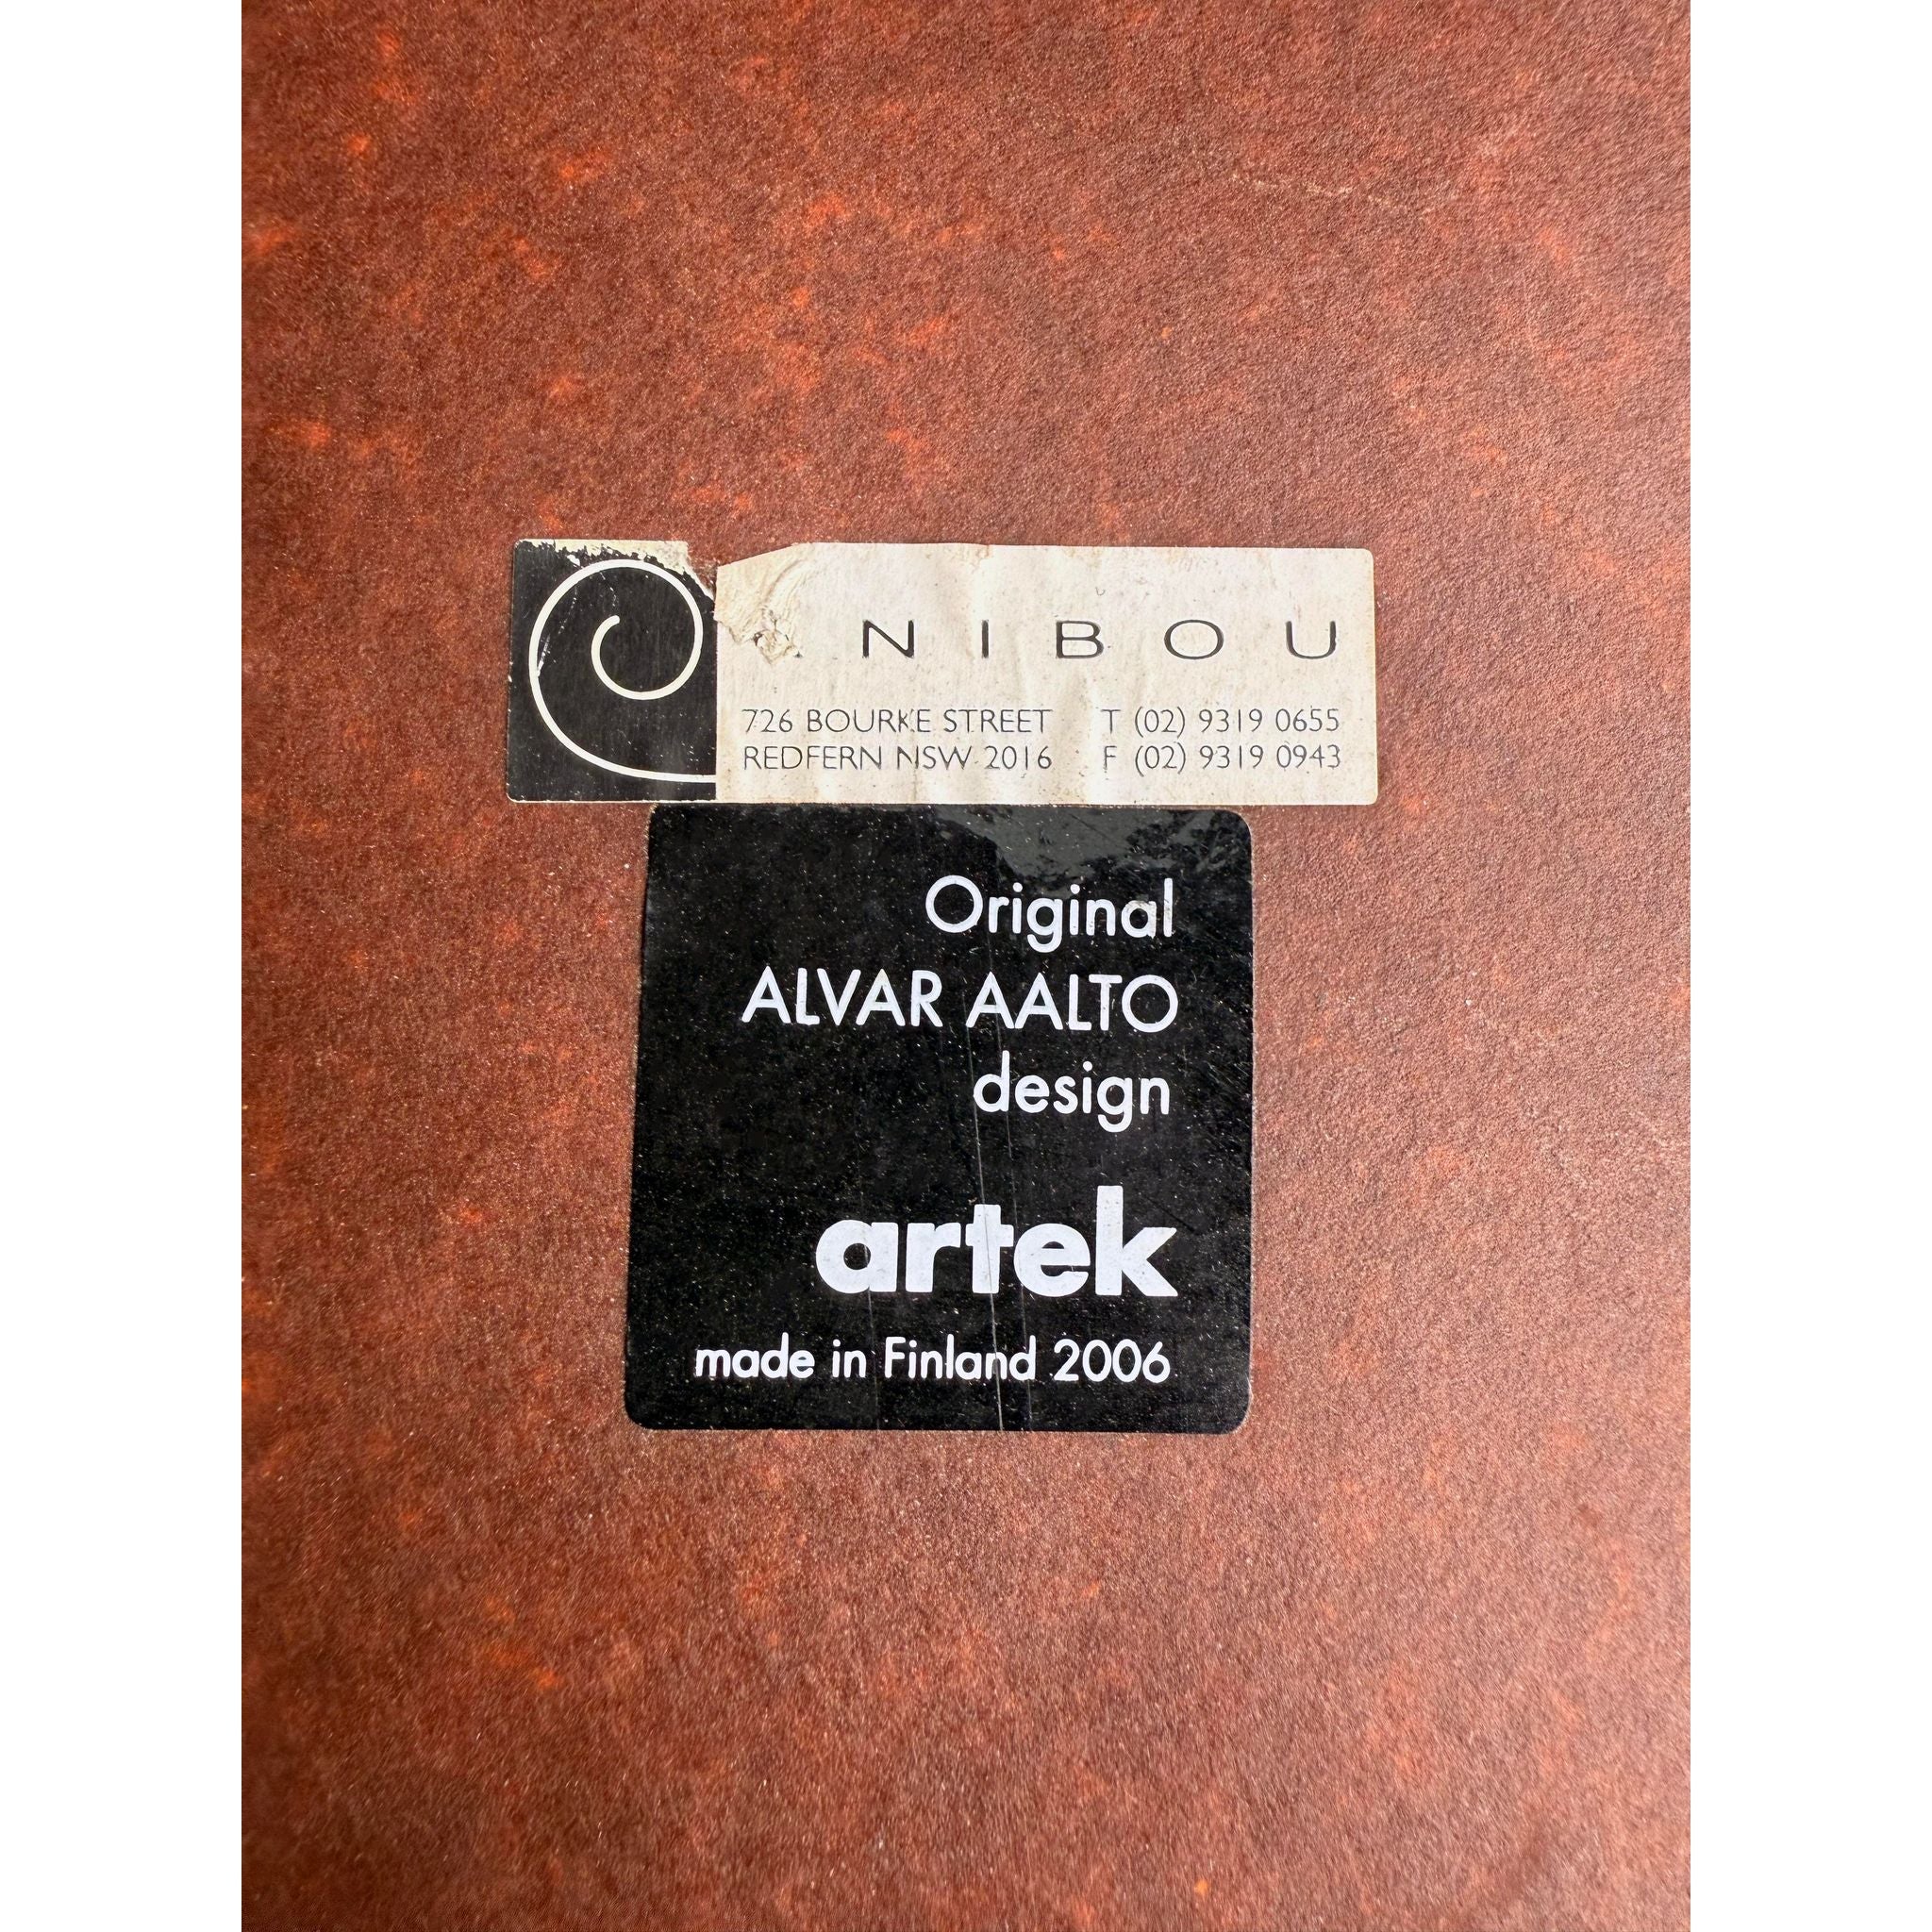 NIBOU
726 BOURKE STREET T (02) 9319 0655
REDFERN NSW 2016 F (02) 9319 0943
Original
ALVAR AALTO
design
artek
made in Finland 2006